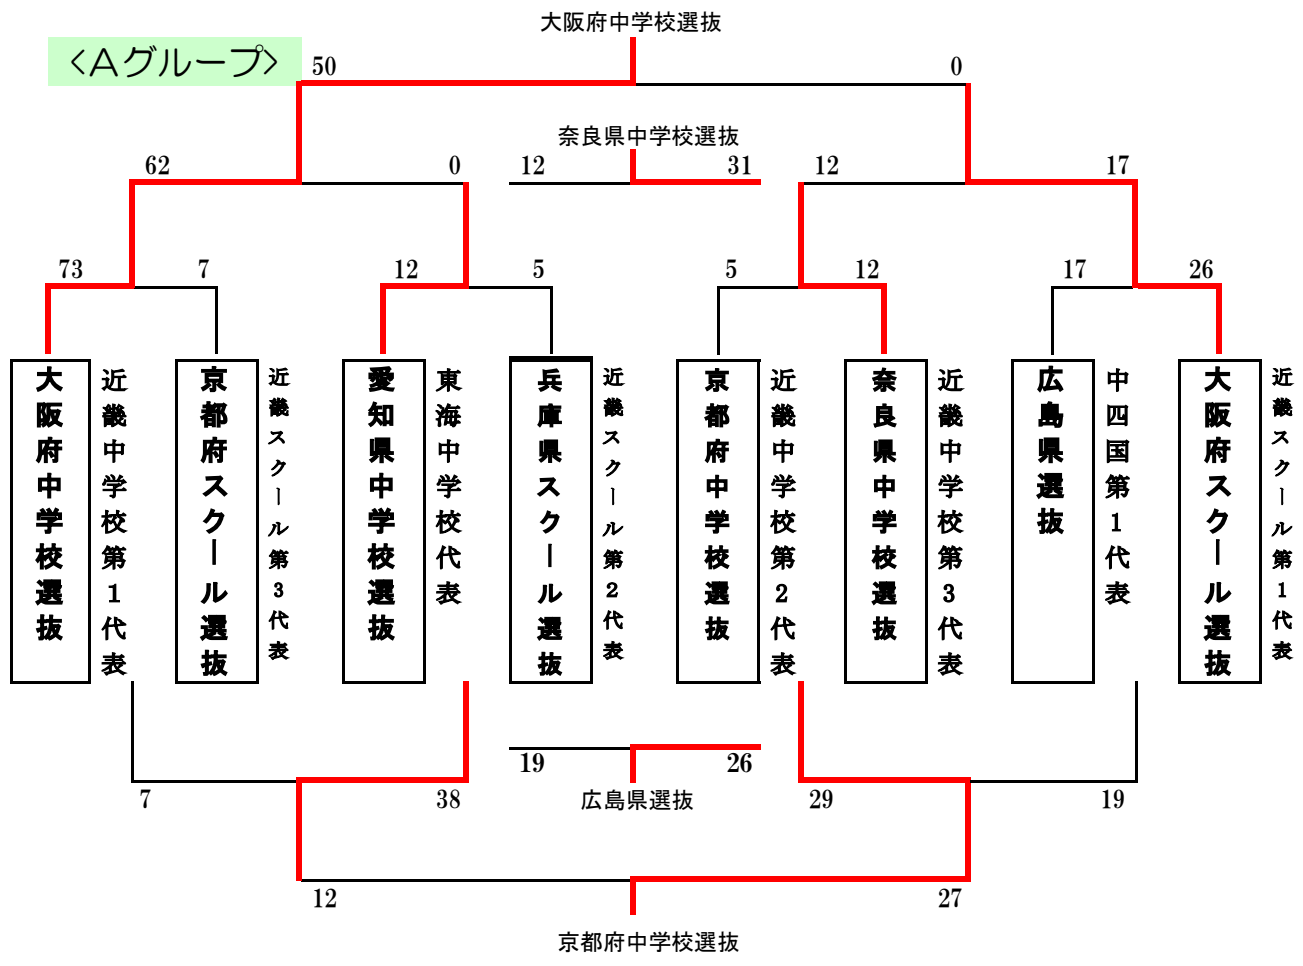 大阪府中学校選抜
<Aグループ>
50
0
奈良県中学校選抜
62
0
12
31
12
17
73
7
12
5
5
12
17
26
大阪府中学校選抜
近畿中学校第1代表
京都府スクール選抜
近畿スクール第3代表
愛知県中学校選抜
東海中学校代表
兵庫県スクール選抜
近畿スクール第2代表
京都府中学校選抜
近畿中学校第2代表
奈良県中学校選抜
近畿中学校第3代表
広島県選抜
中四国第1代表
大阪府スクール選抜
近畿スクール第1代表
19
26
7
38
広島県選抜
29
19
12
27
京都府中学校選抜